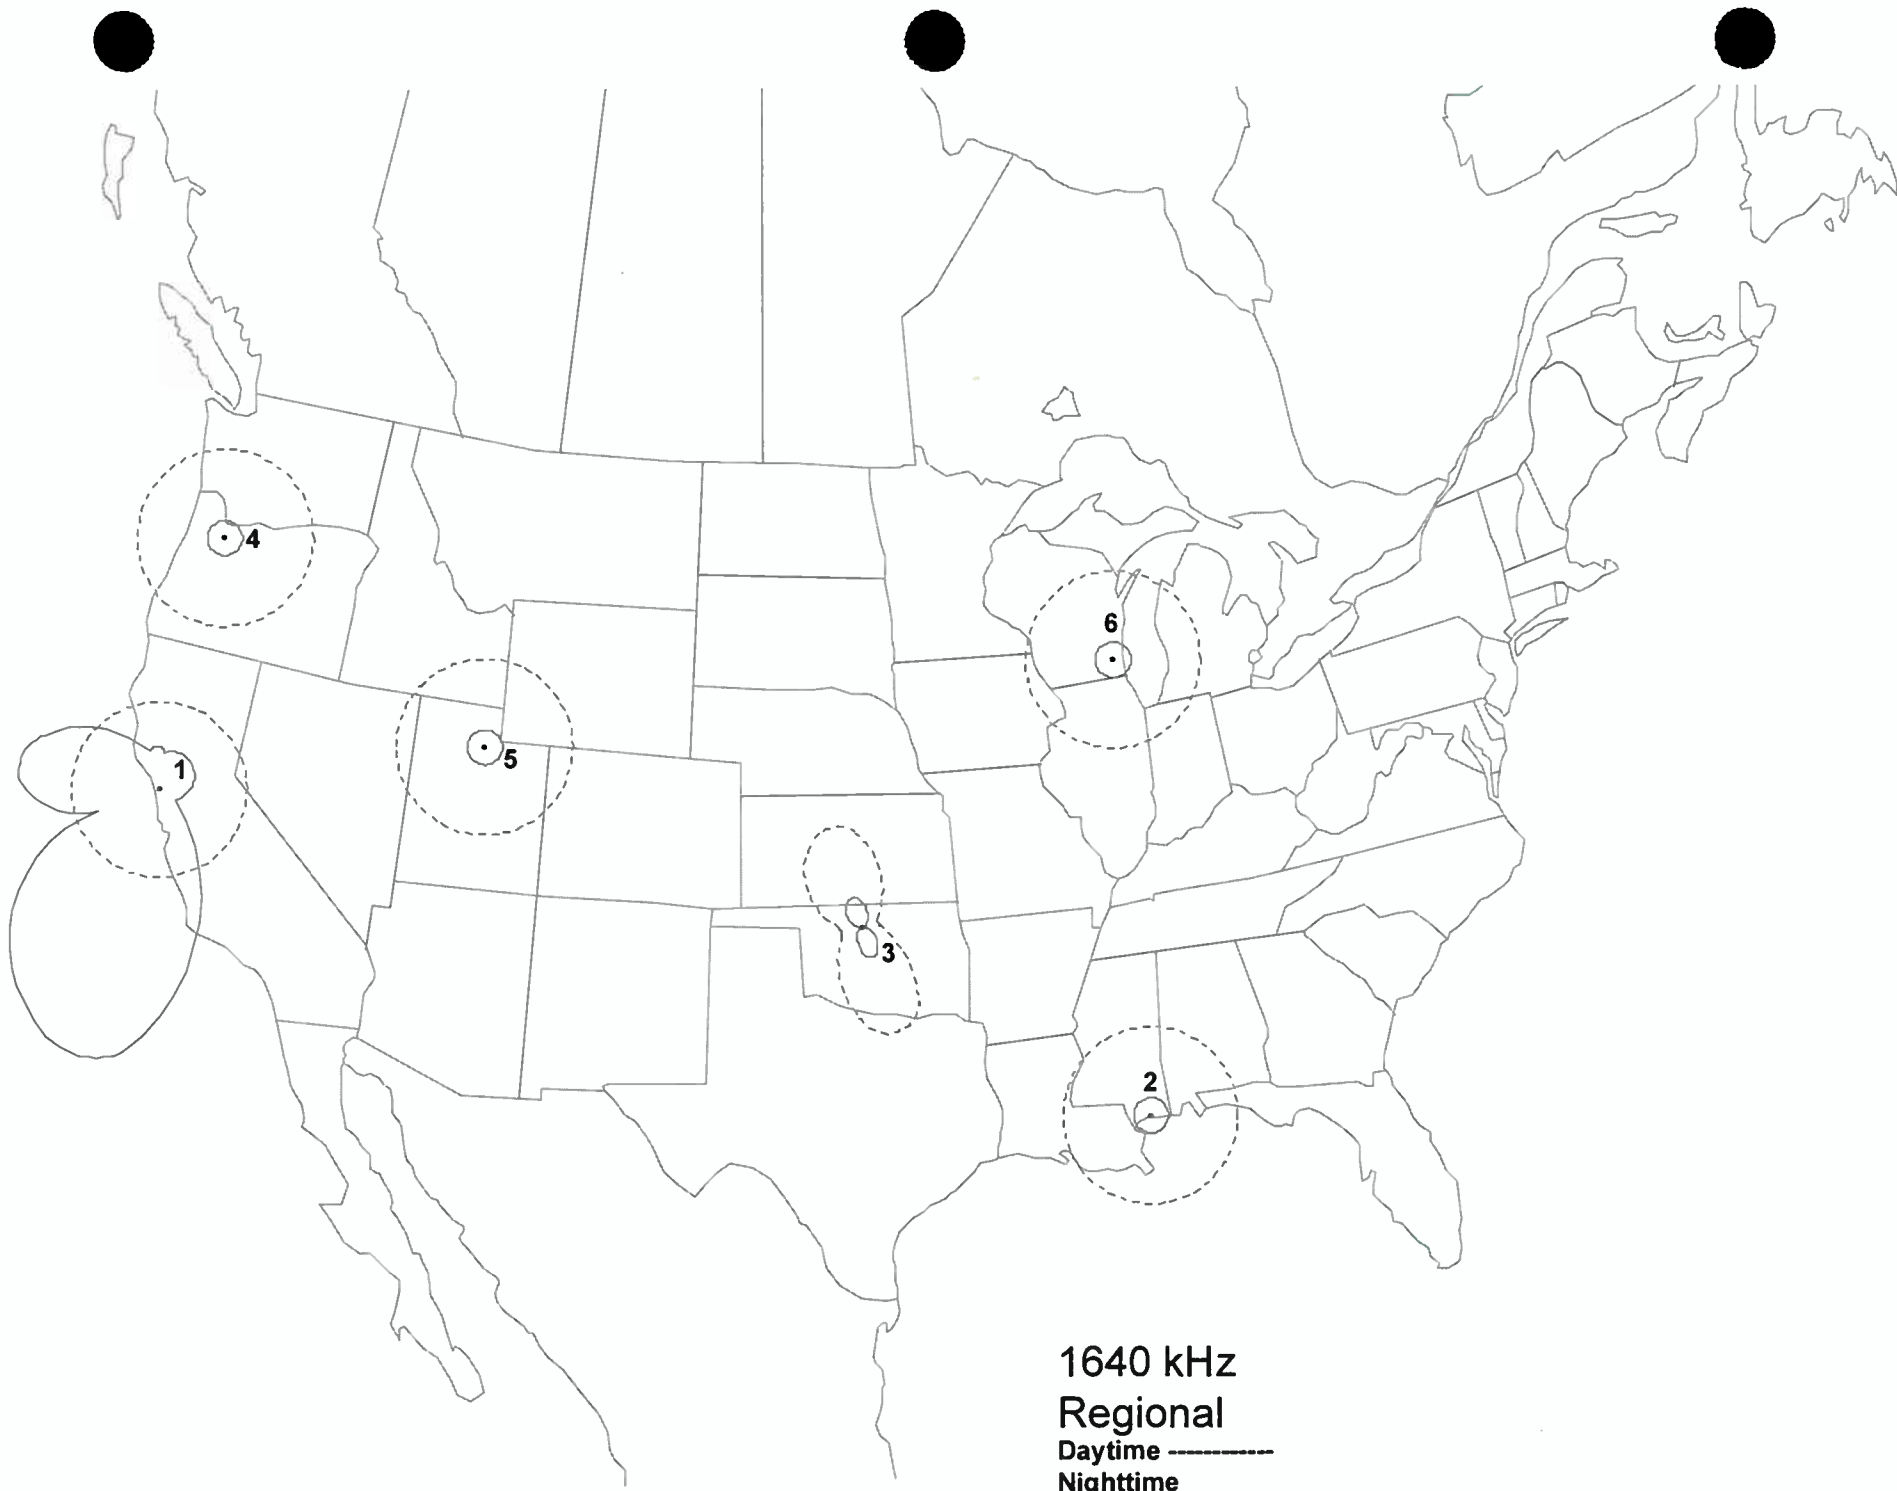 4
6
5
1
3
2
1640 kHz
Regional
Daytime ------------
Nighttime